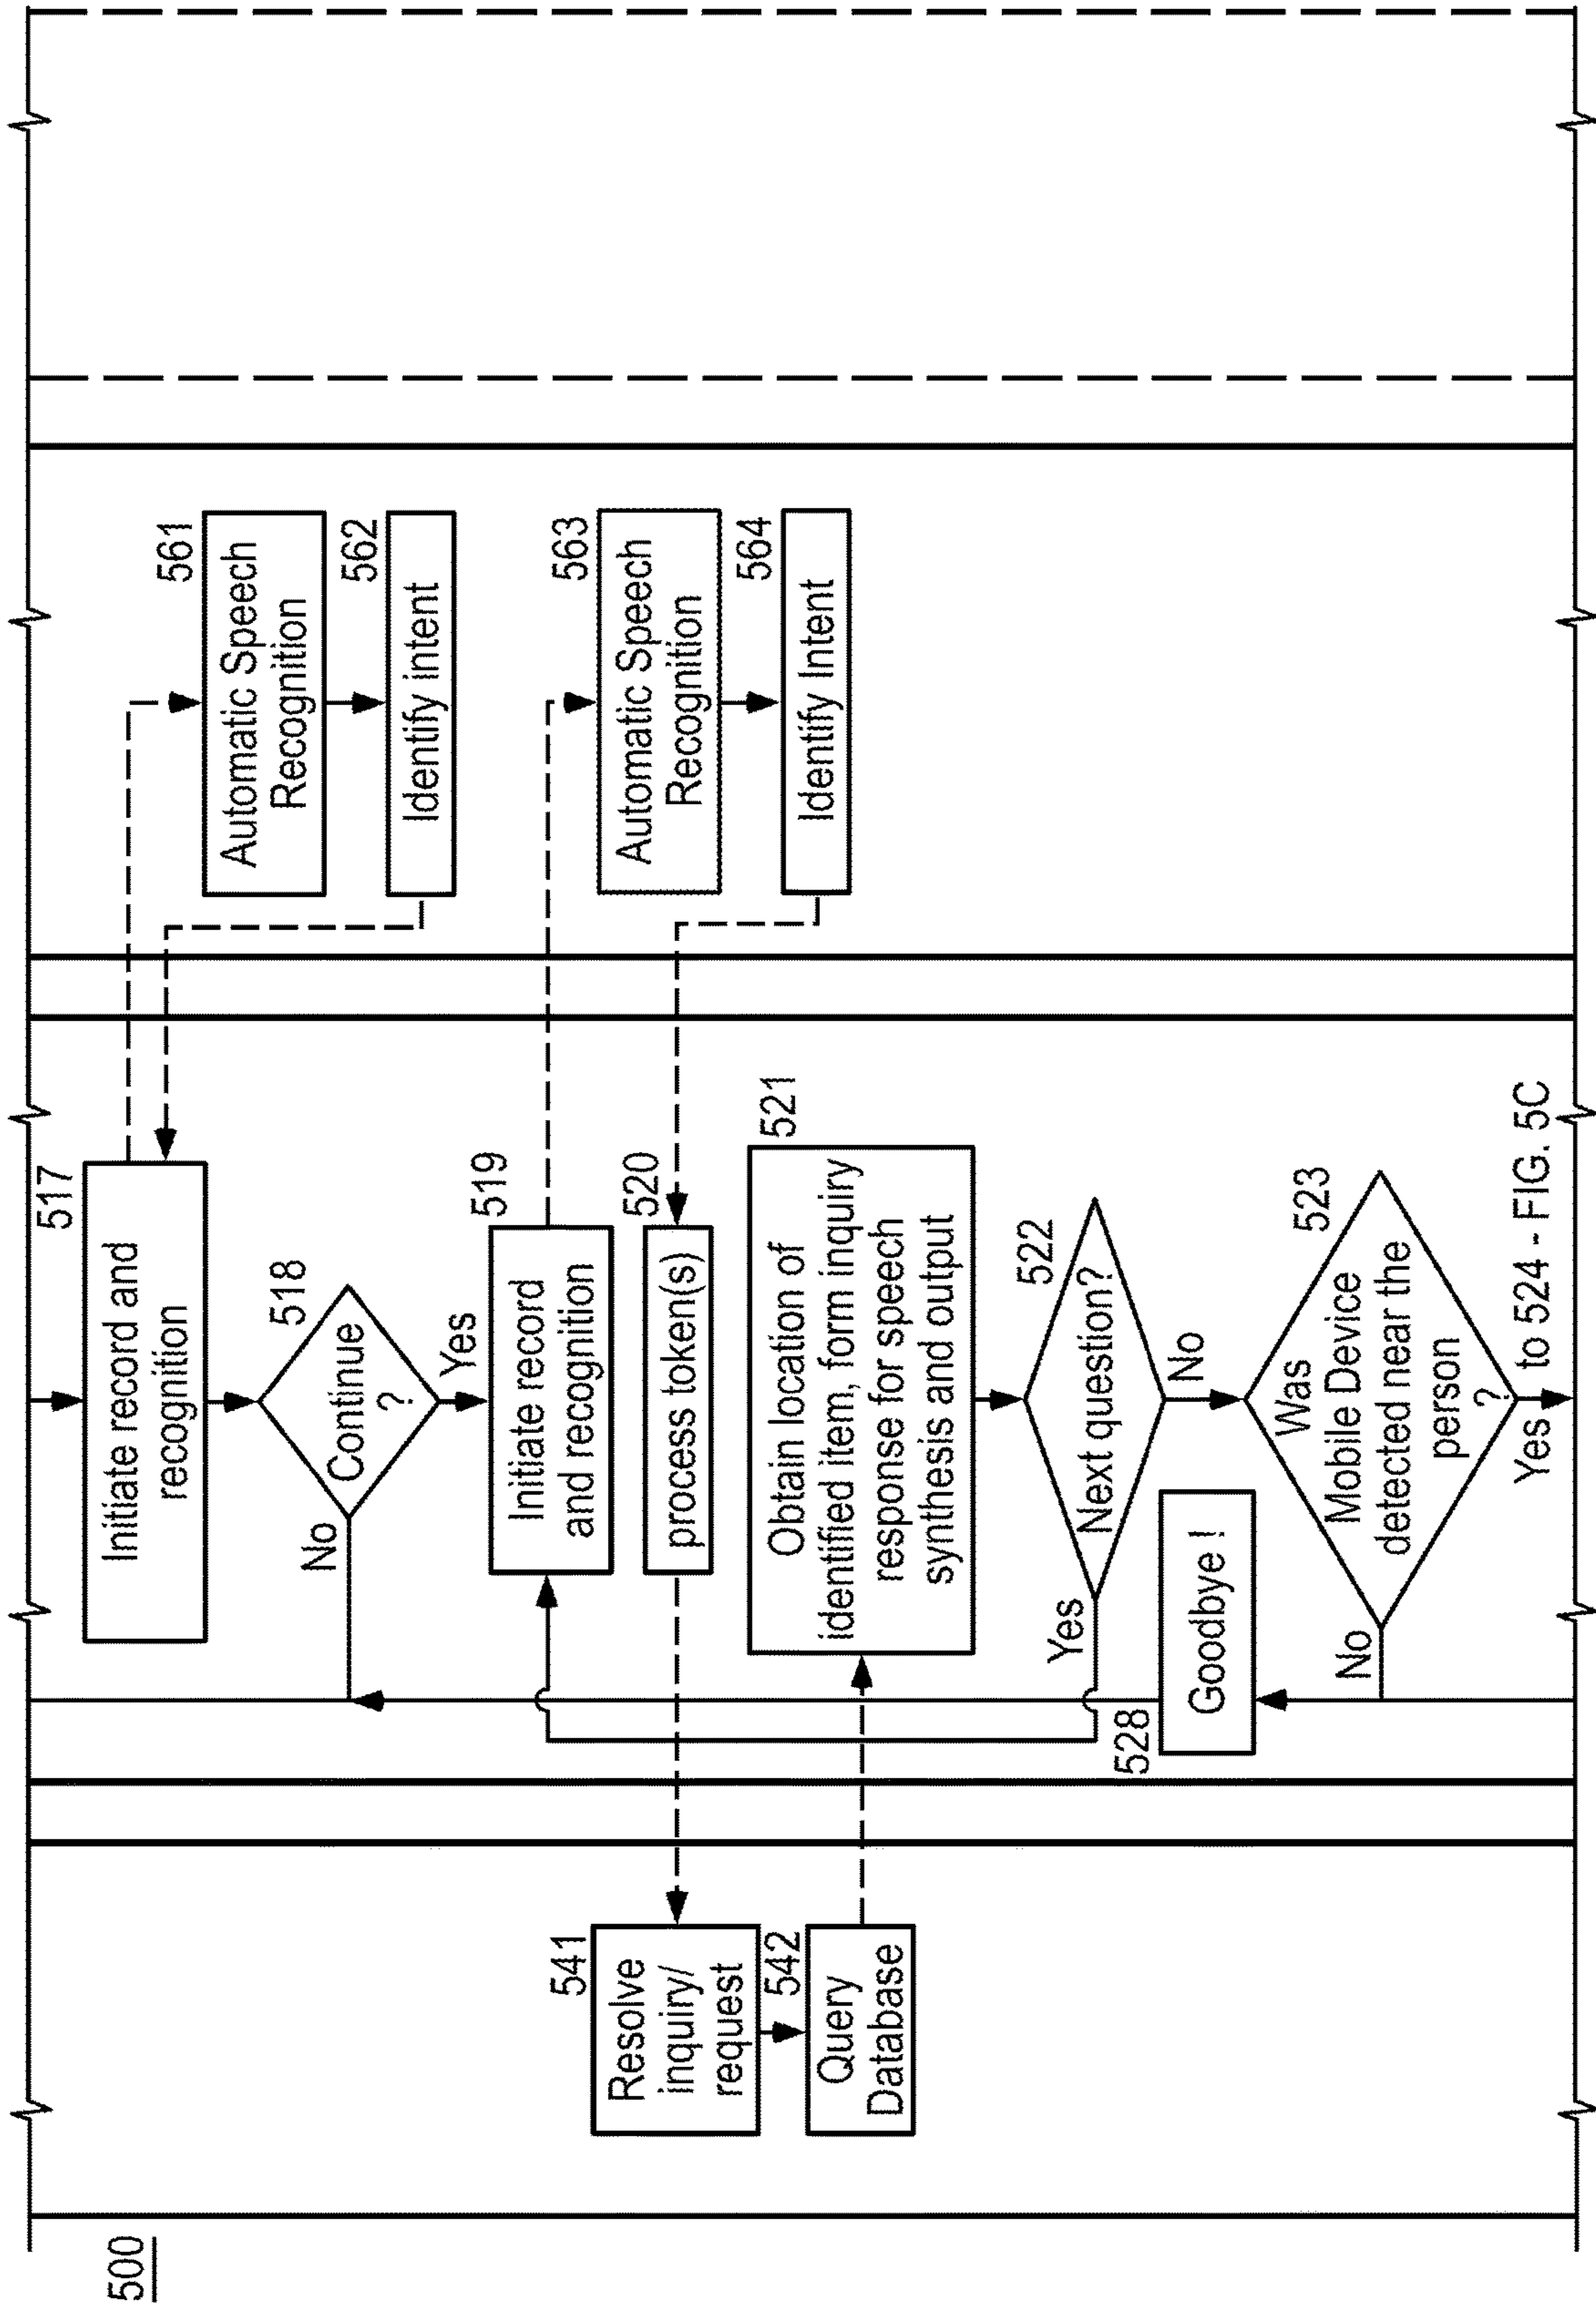 500
517
Initiate record and
recognition
518
Continue
?
Yes
No
519
Initiate record
and recognition
520
process token(s)
521
Obtain location of
identified item, form inquiry
response for speech
synthesis and output
522
Next question?
Yes
No
523
Was
Mobile Device
detected near the
person
?
No
Yes
to 524 - FIG. 5C
528
Goodbye !
541
Resolve
inquiry/
request
542
Query
Database
561
Automatic Speech
Recognition
562
Identify intent
563
Automatic Speech
Recognition
564
Identify Intent